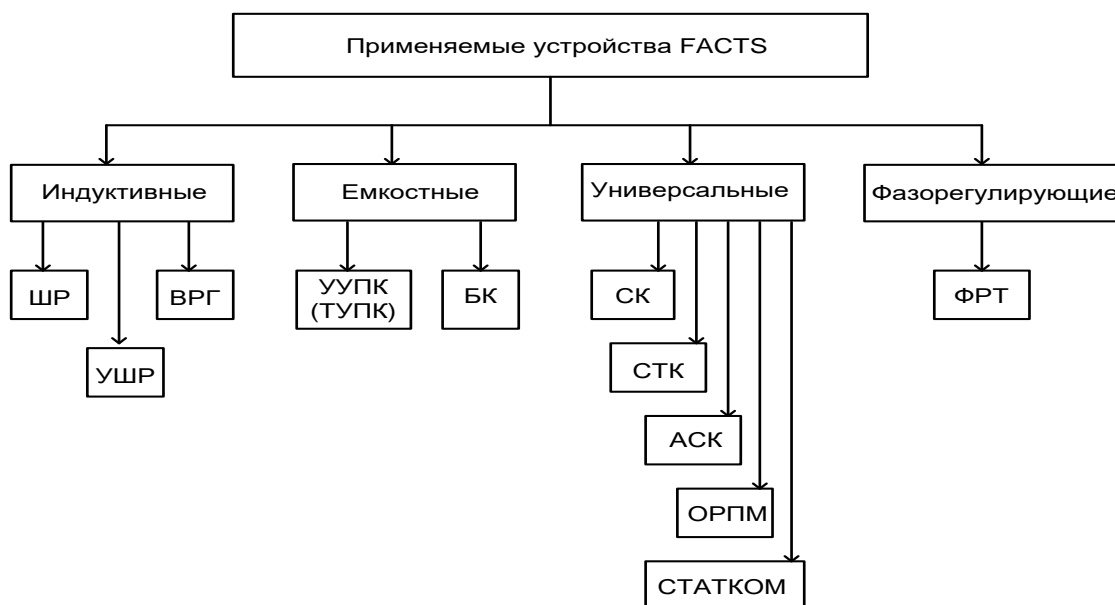 Применяемые устройства FACTS
Индуктивные
Емкостные
Универсальные
Фазорегулирующие
ШР
ВРГ
УШР
УУПК
(ТУПК)
БК
СК
СТК
АСК
ОРПМ
СТАТКОМ
ФРТ